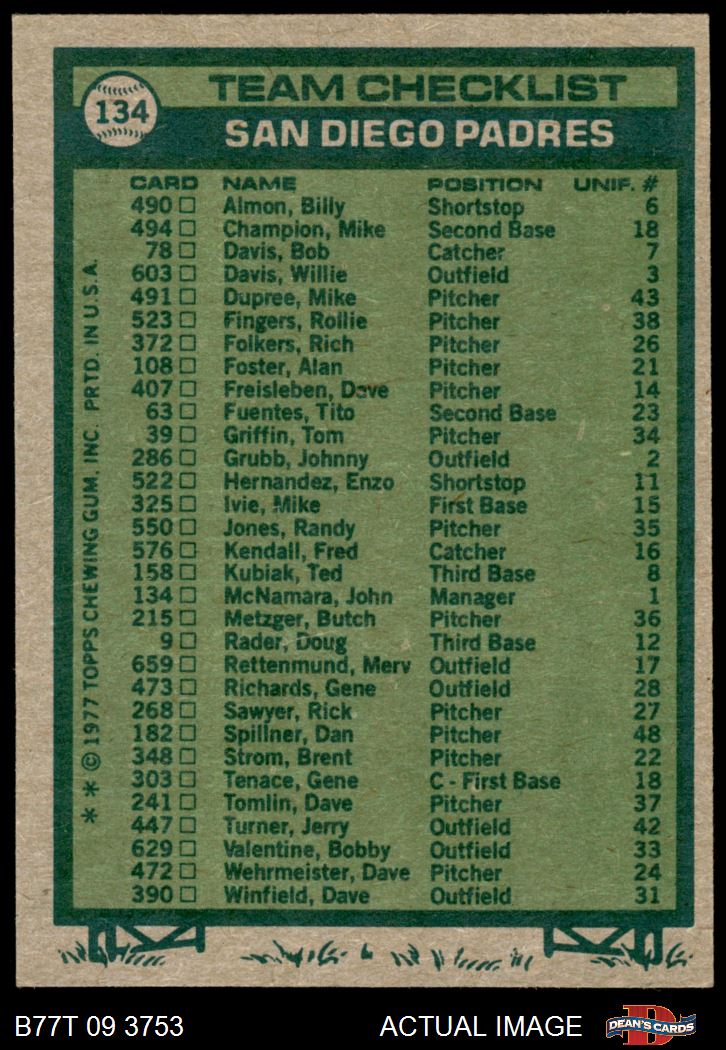 134
TEAM CHECKLIST
SAN DIEGO PADRES
CARD NAME POSITION UNIF. #
490 Almon, Billy Shortstop 6
494 Champion, Mike Second Base 18
78 Davis, Bob Catcher 7
603 Davis, Willie Outfield 3
491 Dupree, Mike Pitcher 43
523 Fingers, Rollie Pitcher 38
372 Folkers, Rich Pitcher 26
108 Foster, Alan Pitcher 21
407 Freisleben, Dave Pitcher 14
63 Fuentes, Tito Second Base 23
39 Griffin, Tom Pitcher 34
286 Grubb, Johnny Outfield 2
522 Hernandez, Enzo Shortstop 11
325 Ivie, Mike First Base 15
550 Jones, Randy Pitcher 35
576 Kendall, Fred Catcher 16
158 Kubiak, Ted Third Base 8
134 McNamara, John Manager 1
215 Metzger, Butch Pitcher 36
9 Rader, Doug Third Base 12
659 Rettenmund, Merv Outfield 17
473 Richards, Gene Outfield 28
268 Sawyer, Rick Pitcher 27
182 Spillner, Dan Pitcher 48
348 Strom, Brent Pitcher 22
303 Tenace, Gene C - First Base 18
241 Tomlin, Dave Pitcher 37
447 Turner, Jerry Outfield 42
629 Valentine, Bobby Outfield 33
472 Wehrmeister, Dave Pitcher 24
390 Winfield, Dave Outfield 31
* * © 1977 TOPPS CHEWING GUM, INC. PRTD. IN U.S.A.
B77T 09 3753 ACTUAL IMAGE
D
DEAN'S CARDS